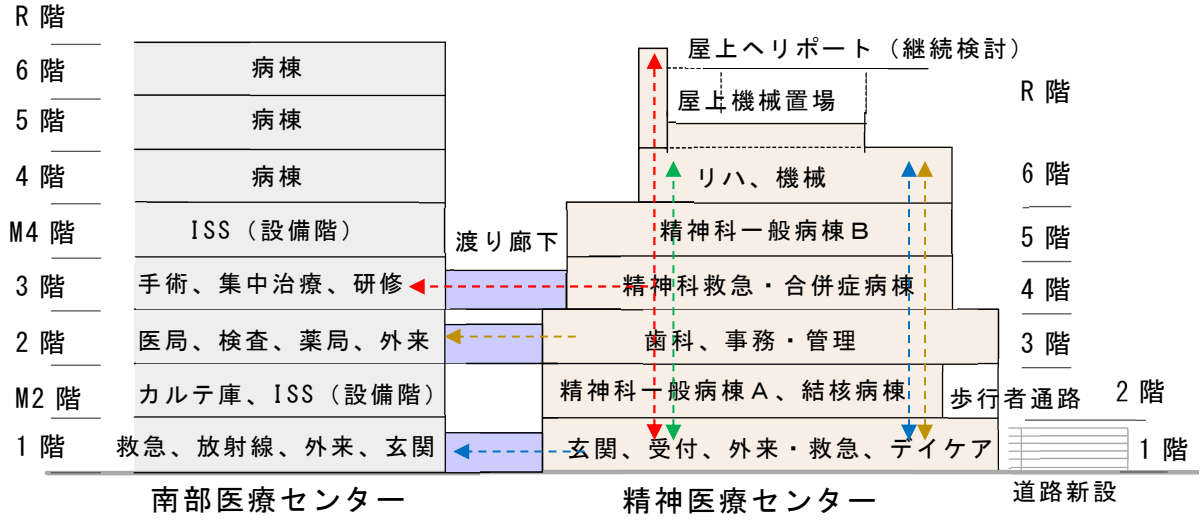 R 階
屋上ヘリポート（継続検討）
6 階
病棟
屋上機械置場
R 階
5 階
病棟
4 階
病棟
リハ、機械
6 階
M4 階
ISS（設備階）
渡り廊下
精神科一般病棟Ｂ
5 階
3 階
手術、集中治療、研修
精神科救急・合併症病棟
4 階
2 階
医局、検査、薬局、外来
歯科、事務・管理
3 階
M2 階
カルテ庫、ISS（設備階）
精神科一般病棟Ａ、結核病棟
歩行者通路
2 階
1 階
救急、放射線、外来、玄関
玄関、受付、外来・救急、デイケア
1 階
南部医療センター
精神医療センター
道路新設